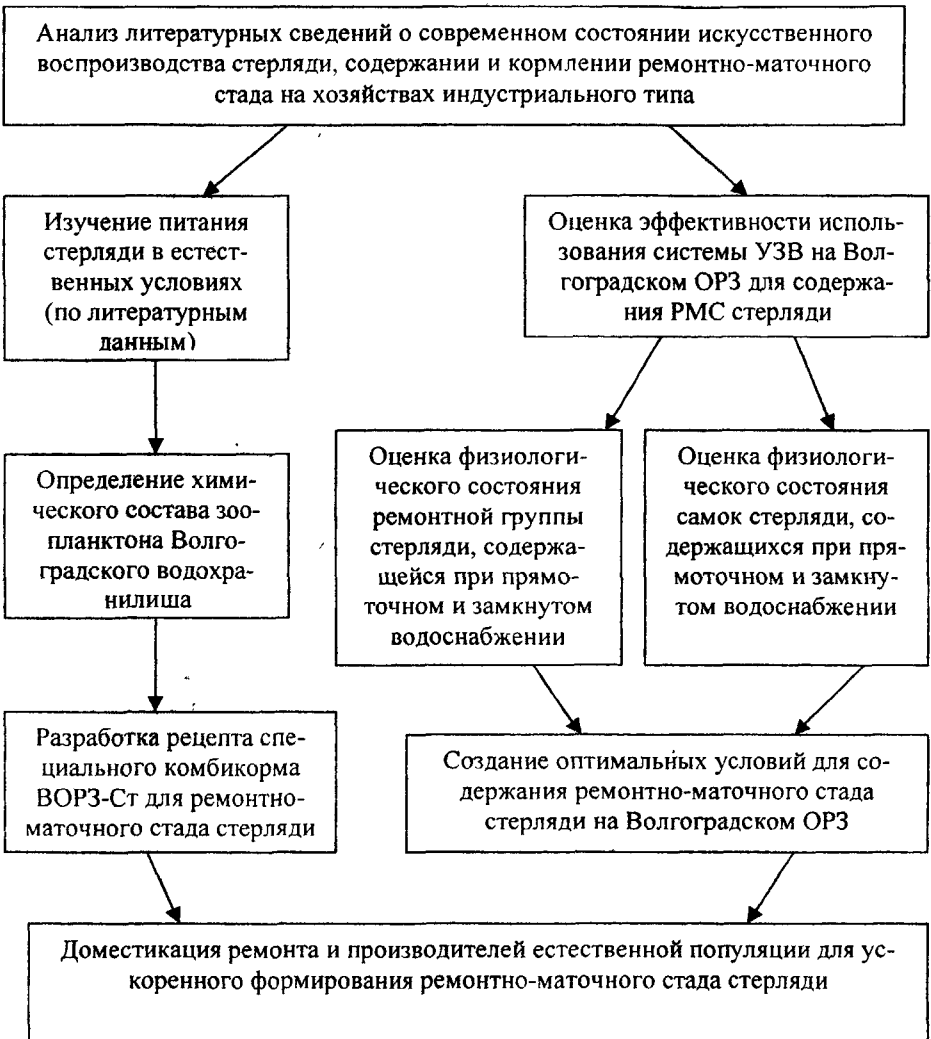 Анализ литературных сведений о современном состоянии искусственного
воспроизводства стерляди, содержании и кормлении ремонтно-маточного
стада на хозяйствах индустриального типа
Изучение питания
стерляди в естест-
венных условиях
(по литературным
данным)
Оценка эффективности исполь-
зования системы УЗВ на Вол-
гоградском ОРЗ для содержа-
ния РМС стерляди
Определение хими-
ческого состава зоо-
планктона Волго-
градского водохра-
нилища
Оценка физиологи-
ческого состояния
ремонтной группы
стерляди, содержа-
щейся при прямо-
точном и замкнутом
водоснабжении
Оценка физиологи-
ческого состояния
самок стерляди, со-
держащихся при пря-
моточном и замкну-
том водоснабжении
Разработка рецепта спе-
циального комбикорма
ВОРЗ-Ст для ремонтно-
маточного стада стерляди
Создание оптимальных условий для со-
держания ремонтно-маточного стада
стерляди на Волгоградском ОРЗ
Доместикация ремонта и производителей естественной популяции для ус-
коренного формирования ремонтно-маточного стада стерляди